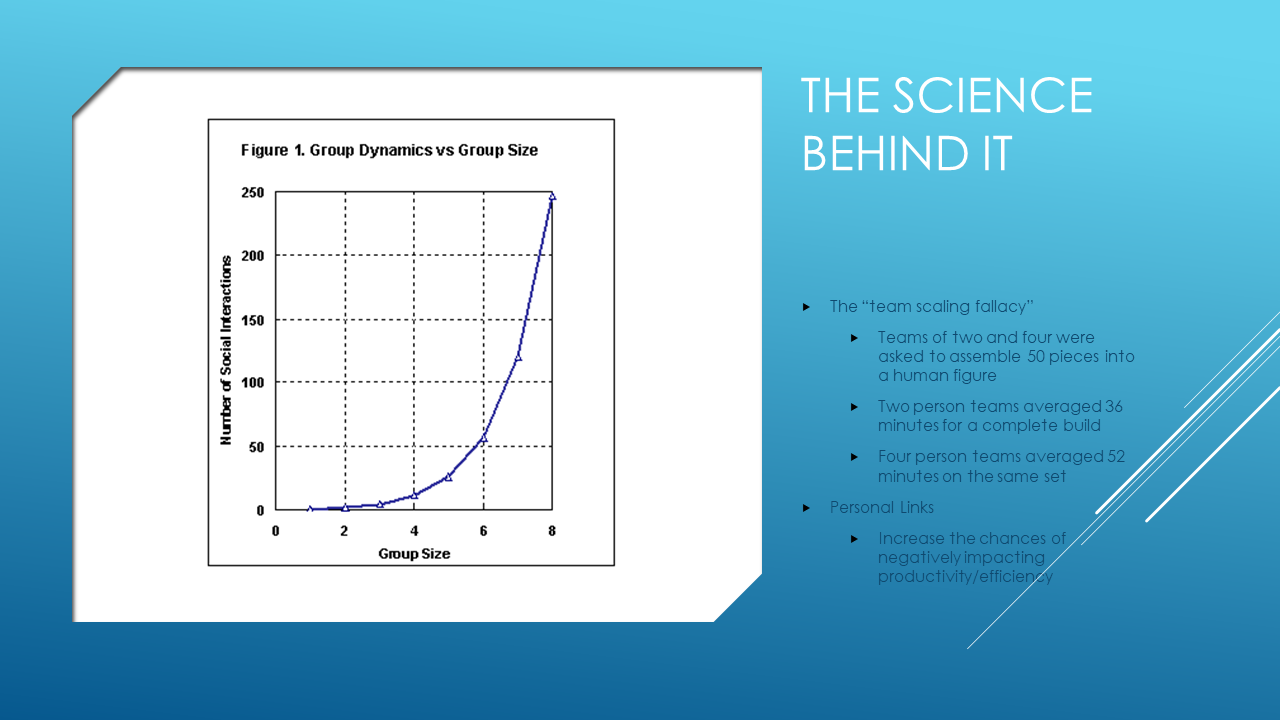 THE SCIENCE
BEHIND IT
Figure 1. Group Dynamics vs Group Size
250
200
150
100
50
0
Number of Social Interactions
0 2 4 6 8
Group Size
The “team scaling fallacy”
Teams of two and four were
asked to assemble 50 pieces into
a human figure
Two person teams averaged 36
minutes for a complete build
Four person teams averaged 52
minutes on the same set
Personal Links
Increase the chances of
negatively impacting
productivity/efficiency